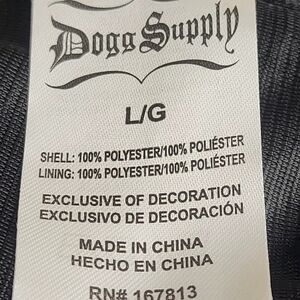 Dogg Supply
L/G
SHELL: 100% POLYESTER/100% POLIÉSTER
LINING: 100% POLYESTER/100% POLIÉSTER
EXCLUSIVE OF DECORATION
EXCLUSIVO DE DECORACIÓN
MADE IN CHINA
HECHO EN CHINA
RN# 167813